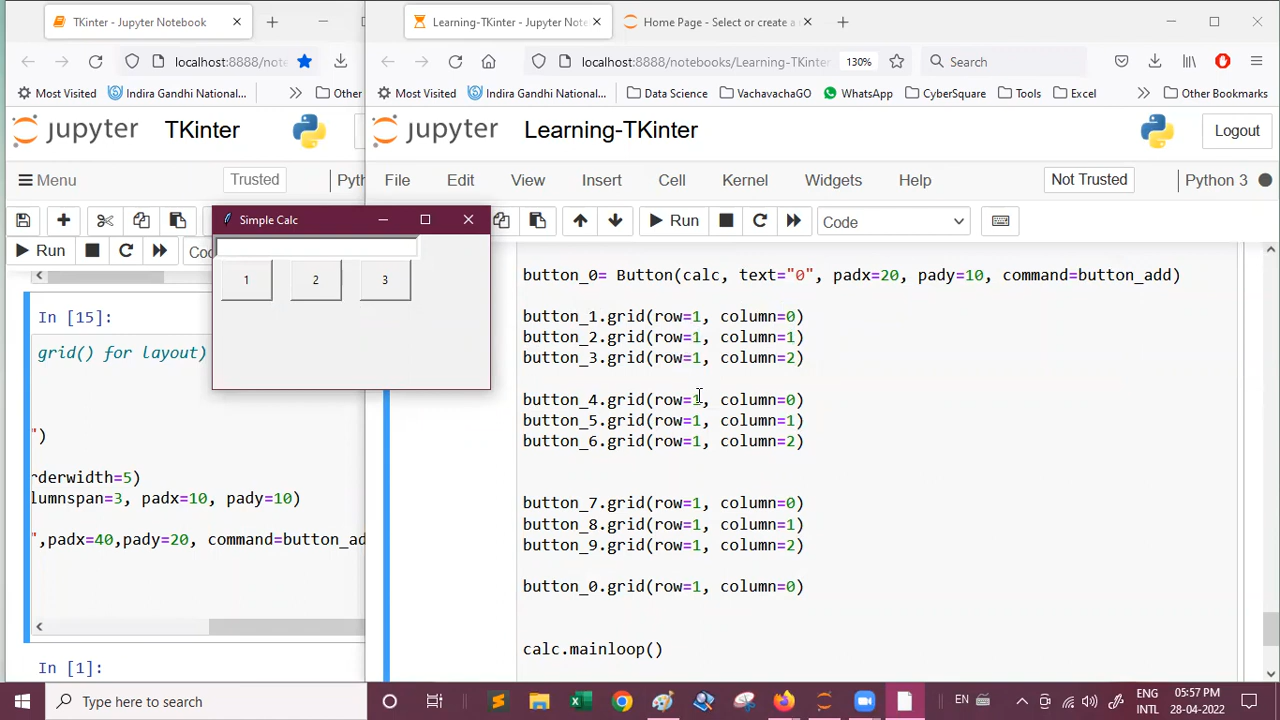 TKinter - Jupyter Notebook
Learning-TKinter - Jupyter Note
Home Page - Select or create a
localhost:8888/note
localhost:8888/notebooks/Learning-TKinter
130%
Search
Most Visited
Indira Gandhi National...
Other
Most Visited
Indira Gandhi National...
Data Science
VachavachaGO
WhatsApp
CyberSquare
Tools
Excel
Other Bookmarks
jupyter
TKinter
jupyter
Learning-TKinter
Logout
Menu
Trusted
Pyth
File
Edit
View
Insert
Cell
Kernel
Widgets
Help
Not Trusted
Python 3
Run
Code
Run
Simple Calc
1
2
3
In [15]:
grid() for layout)
")
rderwidth=5)
lumnspan=3, padx=10, pady=10)
",padx=40,pady=20, command=button_ad
In [1]:
button_0= Button(calc, text="0", padx=20, pady=10, command=button_add)
button_1.grid(row=1, column=0)
button_2.grid(row=1, column=1)
button_3.grid(row=1, column=2)
button_4.grid(row=1, column=0)
button_5.grid(row=1, column=1)
button_6.grid(row=1, column=2)
button_7.grid(row=1, column=0)
button_8.grid(row=1, column=1)
button_9.grid(row=1, column=2)
button_0.grid(row=1, column=0)
calc.mainloop()
Type here to search
EN
ENG
INTL
05:57 PM
28-04-2022